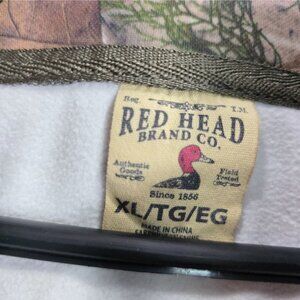 Reg. T.M.
RED HEAD
BRAND CO.
Authentic Goods
Field Tested
Since 1856
XL/TG/EG
MADE IN CHINA